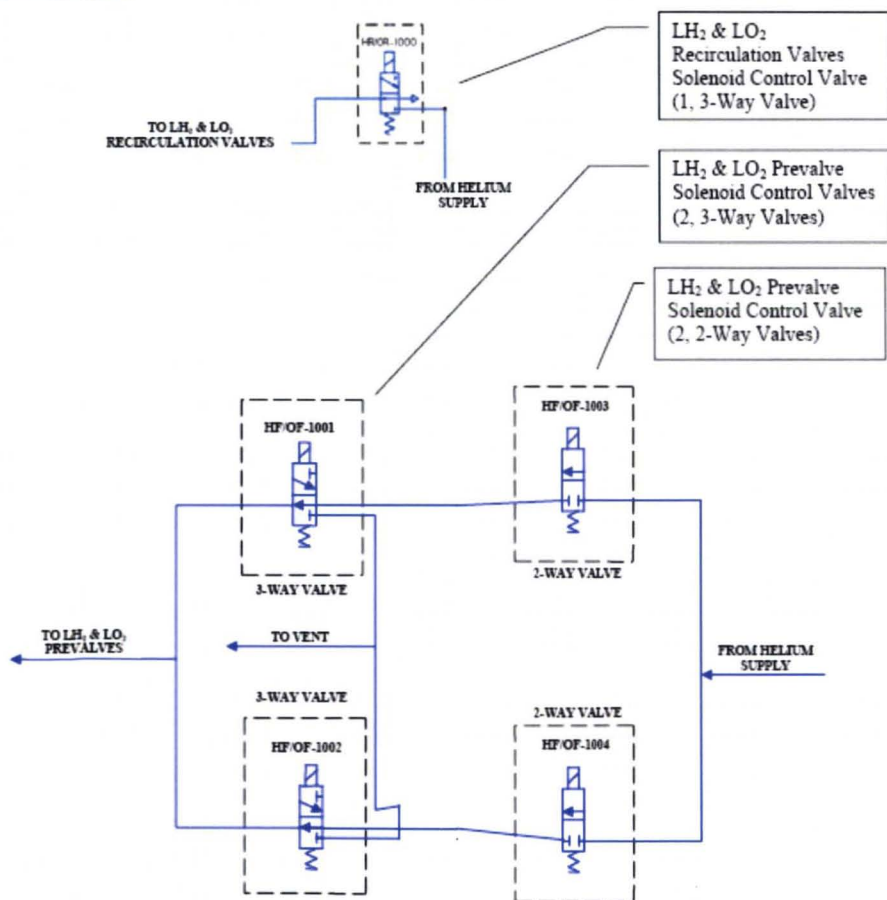 HR/OR-1000
LH₂ & LO₂
Recirculation Valves
Solenoid Control Valve
(1, 3-Way Valve)
TO LH₂ & LO₂
RECIRCULATION VALVES
FROM HELIUM
SUPPLY
LH₂ & LO₂ Prevalve
Solenoid Control Valves
(2, 3-Way Valves)
LH₂ & LO₂ Prevalve
Solenoid Control Valve
(2, 2-Way Valves)
HF/OF-1001
HF/OF-1003
3-WAY VALVE
2-WAY VALVE
TO LH₂ & LO₂
PREVALVES
TO VENT
FROM HELIUM
SUPPLY
3-WAY VALVE
2-WAY VALVE
HF/OF-1002
HF/OF-1004